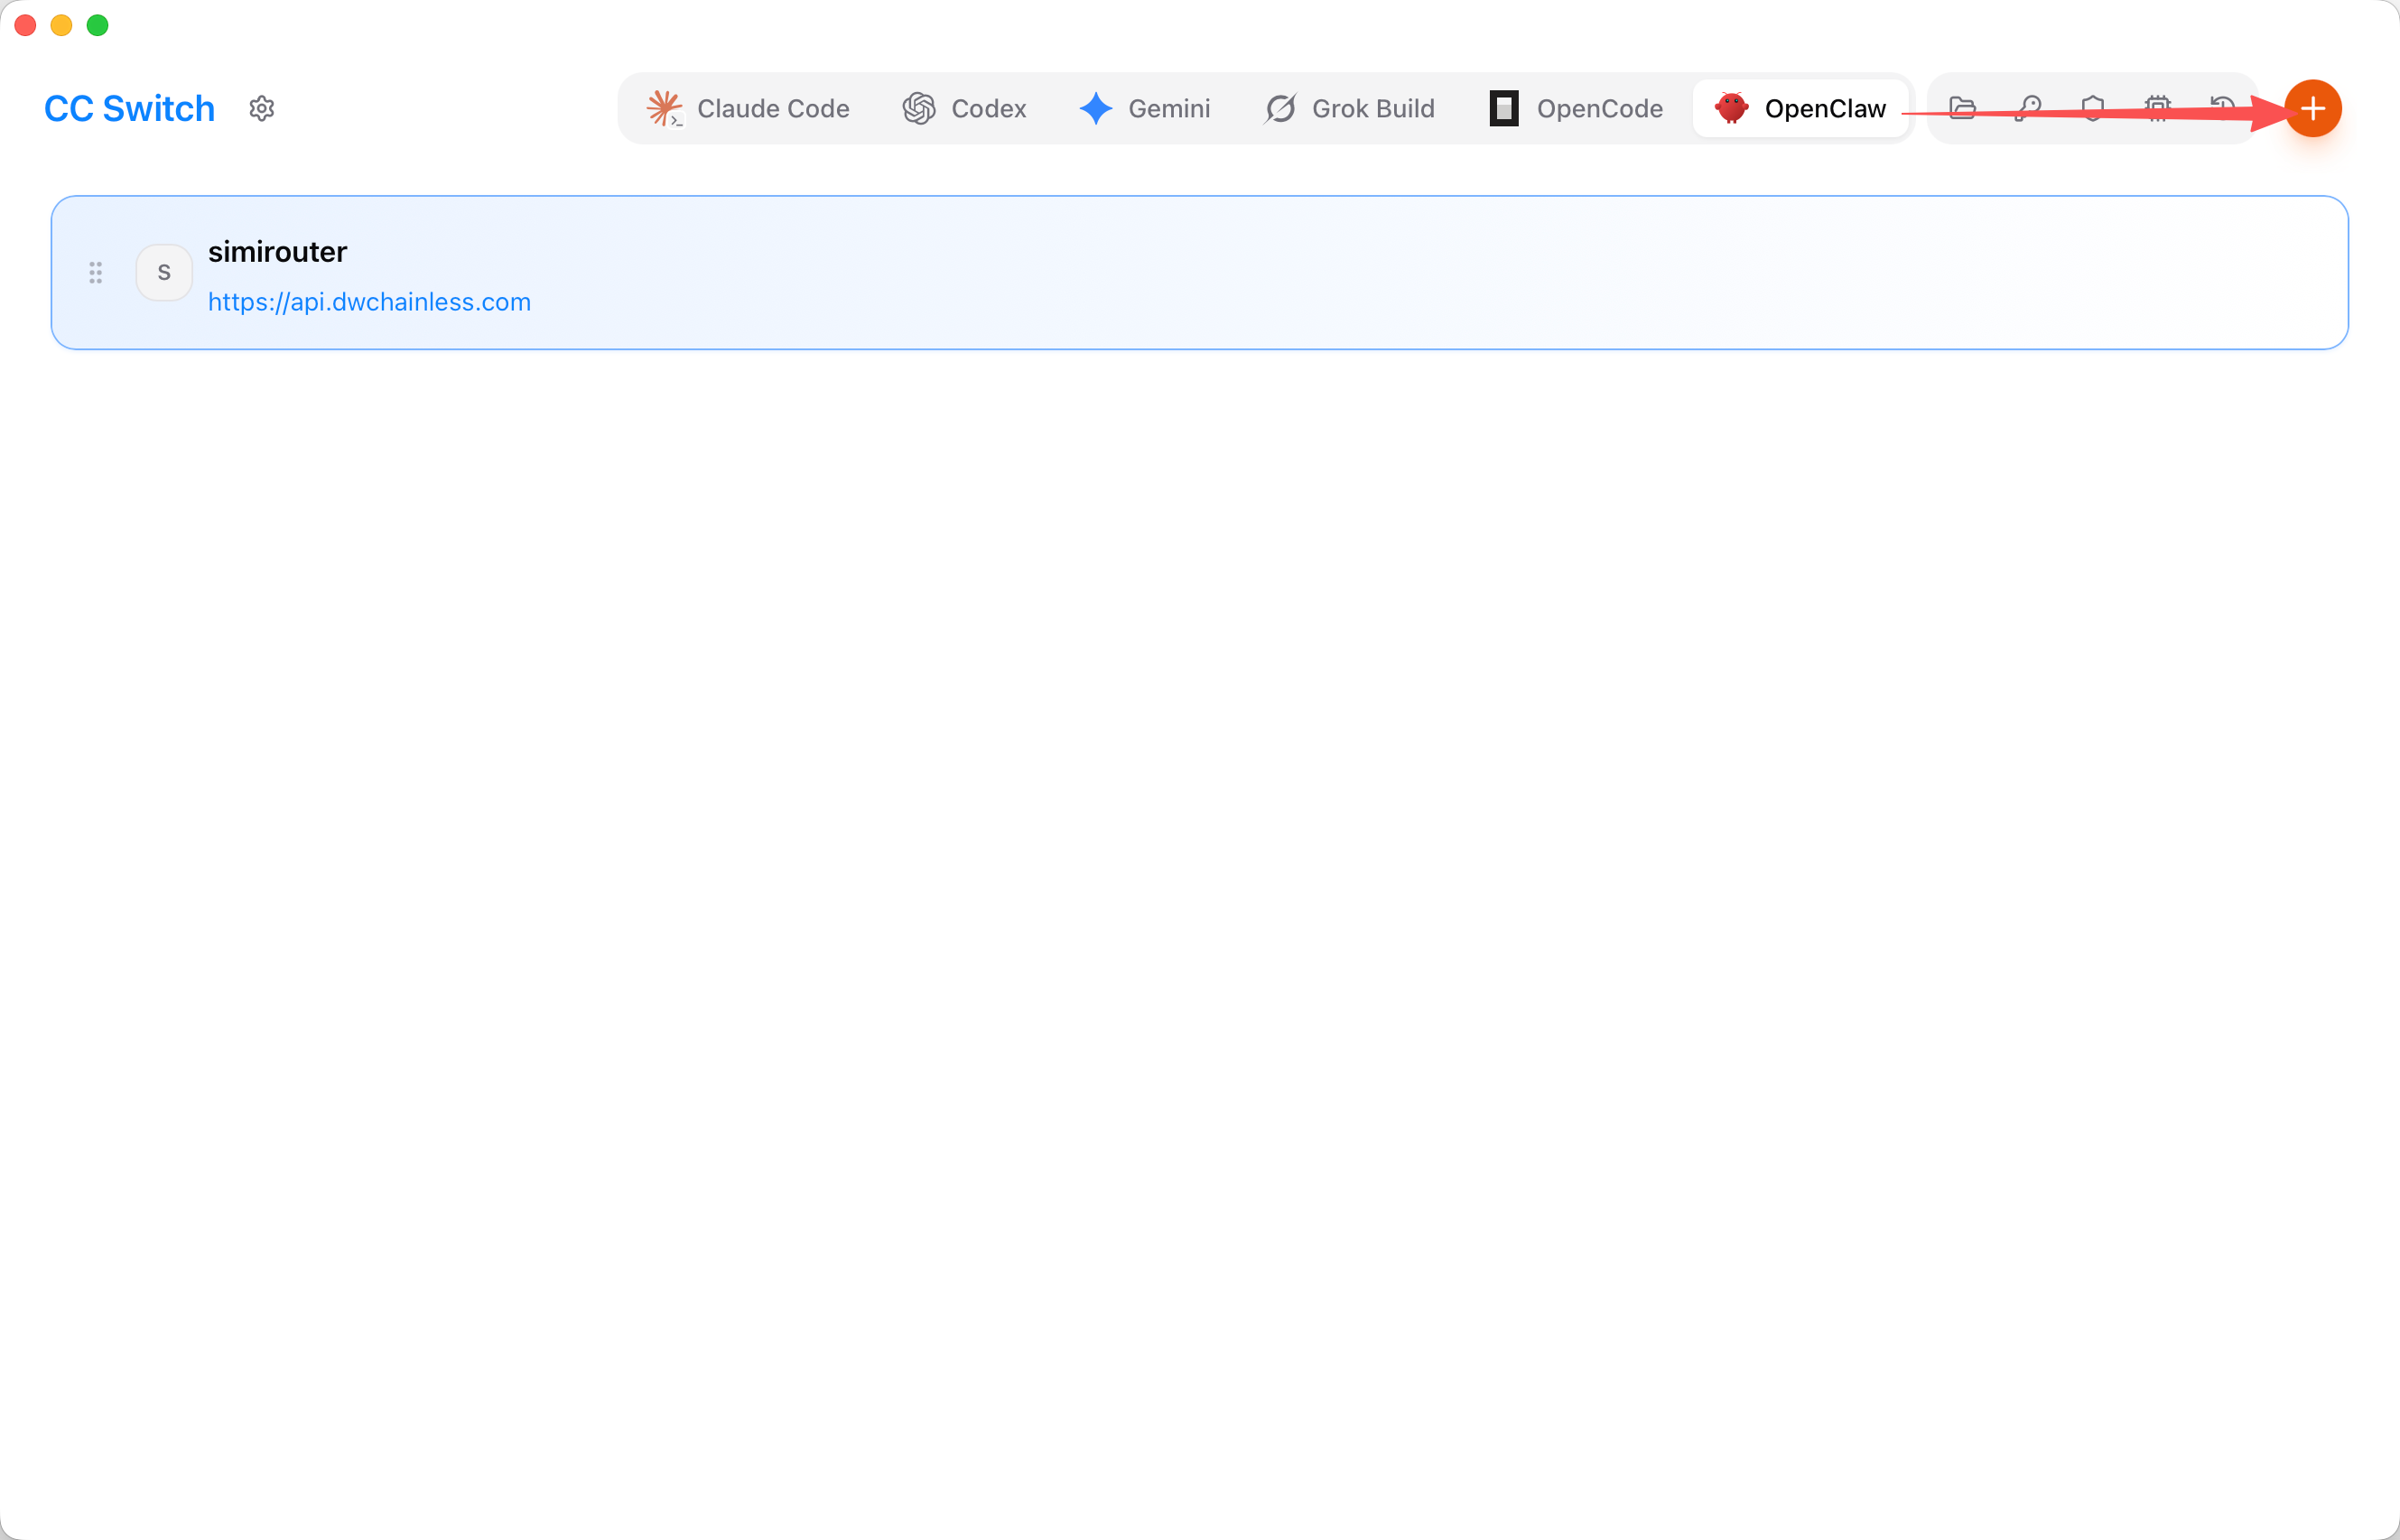 CC Switch
Claude Code
Codex
Gemini
Grok Build
OpenCode
OpenClaw
S
simirouter
https://api.dwchainless.com